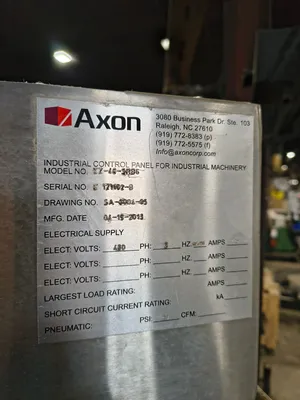 Axon
3080 Business Park Dr. Ste. 103
Raleigh, NC 27610
(919) 772-8383 (p)
(919) 772-5575 (f)
info@axoncorp.com
INDUSTRIAL CONTROL PANEL FOR INDUSTRIAL MACHINERY
MODEL NO.
SERIAL NO.
DRAWING NO.
MFG. DATE
ELECTRICAL SUPPLY
ELECT: VOLTS: 480 PH: 3 HZ: AMPS
ELECT: VOLTS: PH: HZ: AMPS
ELECT: VOLTS: PH: HZ: AMPS
LARGEST LOAD RATING: AMPS
SHORT CIRCUIT CURRENT RATING: kA
PNEUMATIC: PSI: CFM: